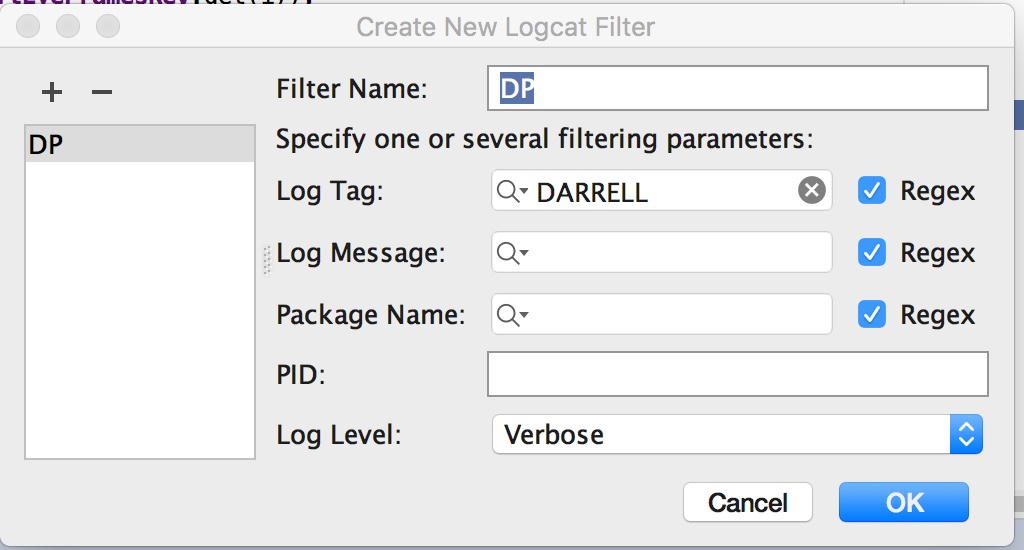 Create New Logcat Filter
Filter Name: DP
DP
Specify one or several filtering parameters:
Log Tag: DARRELL Regex
Log Message: Regex
Package Name: Regex
PID:
Log Level: Verbose
Cancel OK